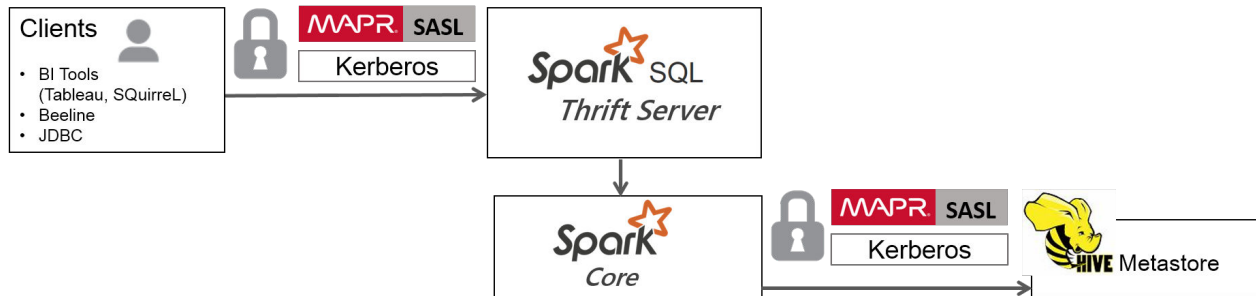 Clients
• BI Tools
(Tableau, SQuirreL)
• Beeline
• JDBC
MAPR. SASL
Kerberos
Spark SQL
Thrift Server
Spark
Core
MAPR. SASL
Kerberos
HIVE Metastore